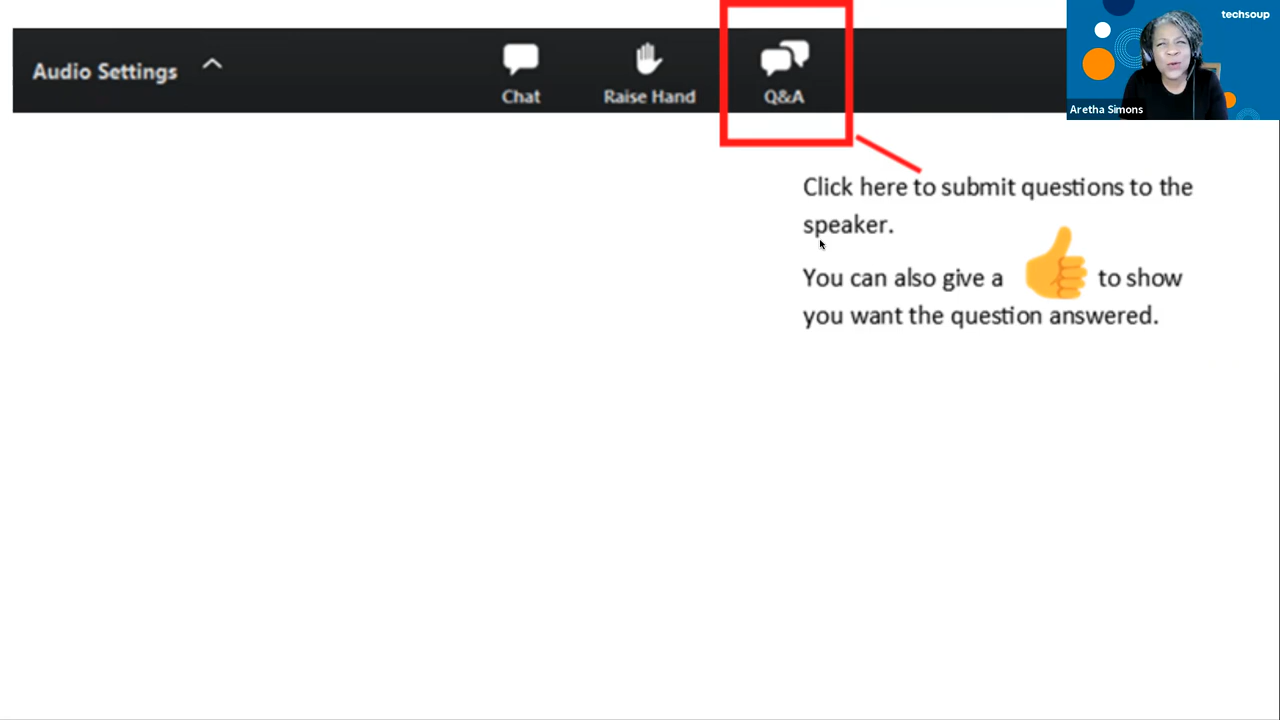 techsoup
Audio Settings
Chat
Raise Hand
Q&A
Aretha Simons
Click here to submit questions to the
speaker.
You can also give a to show
you want the question answered.